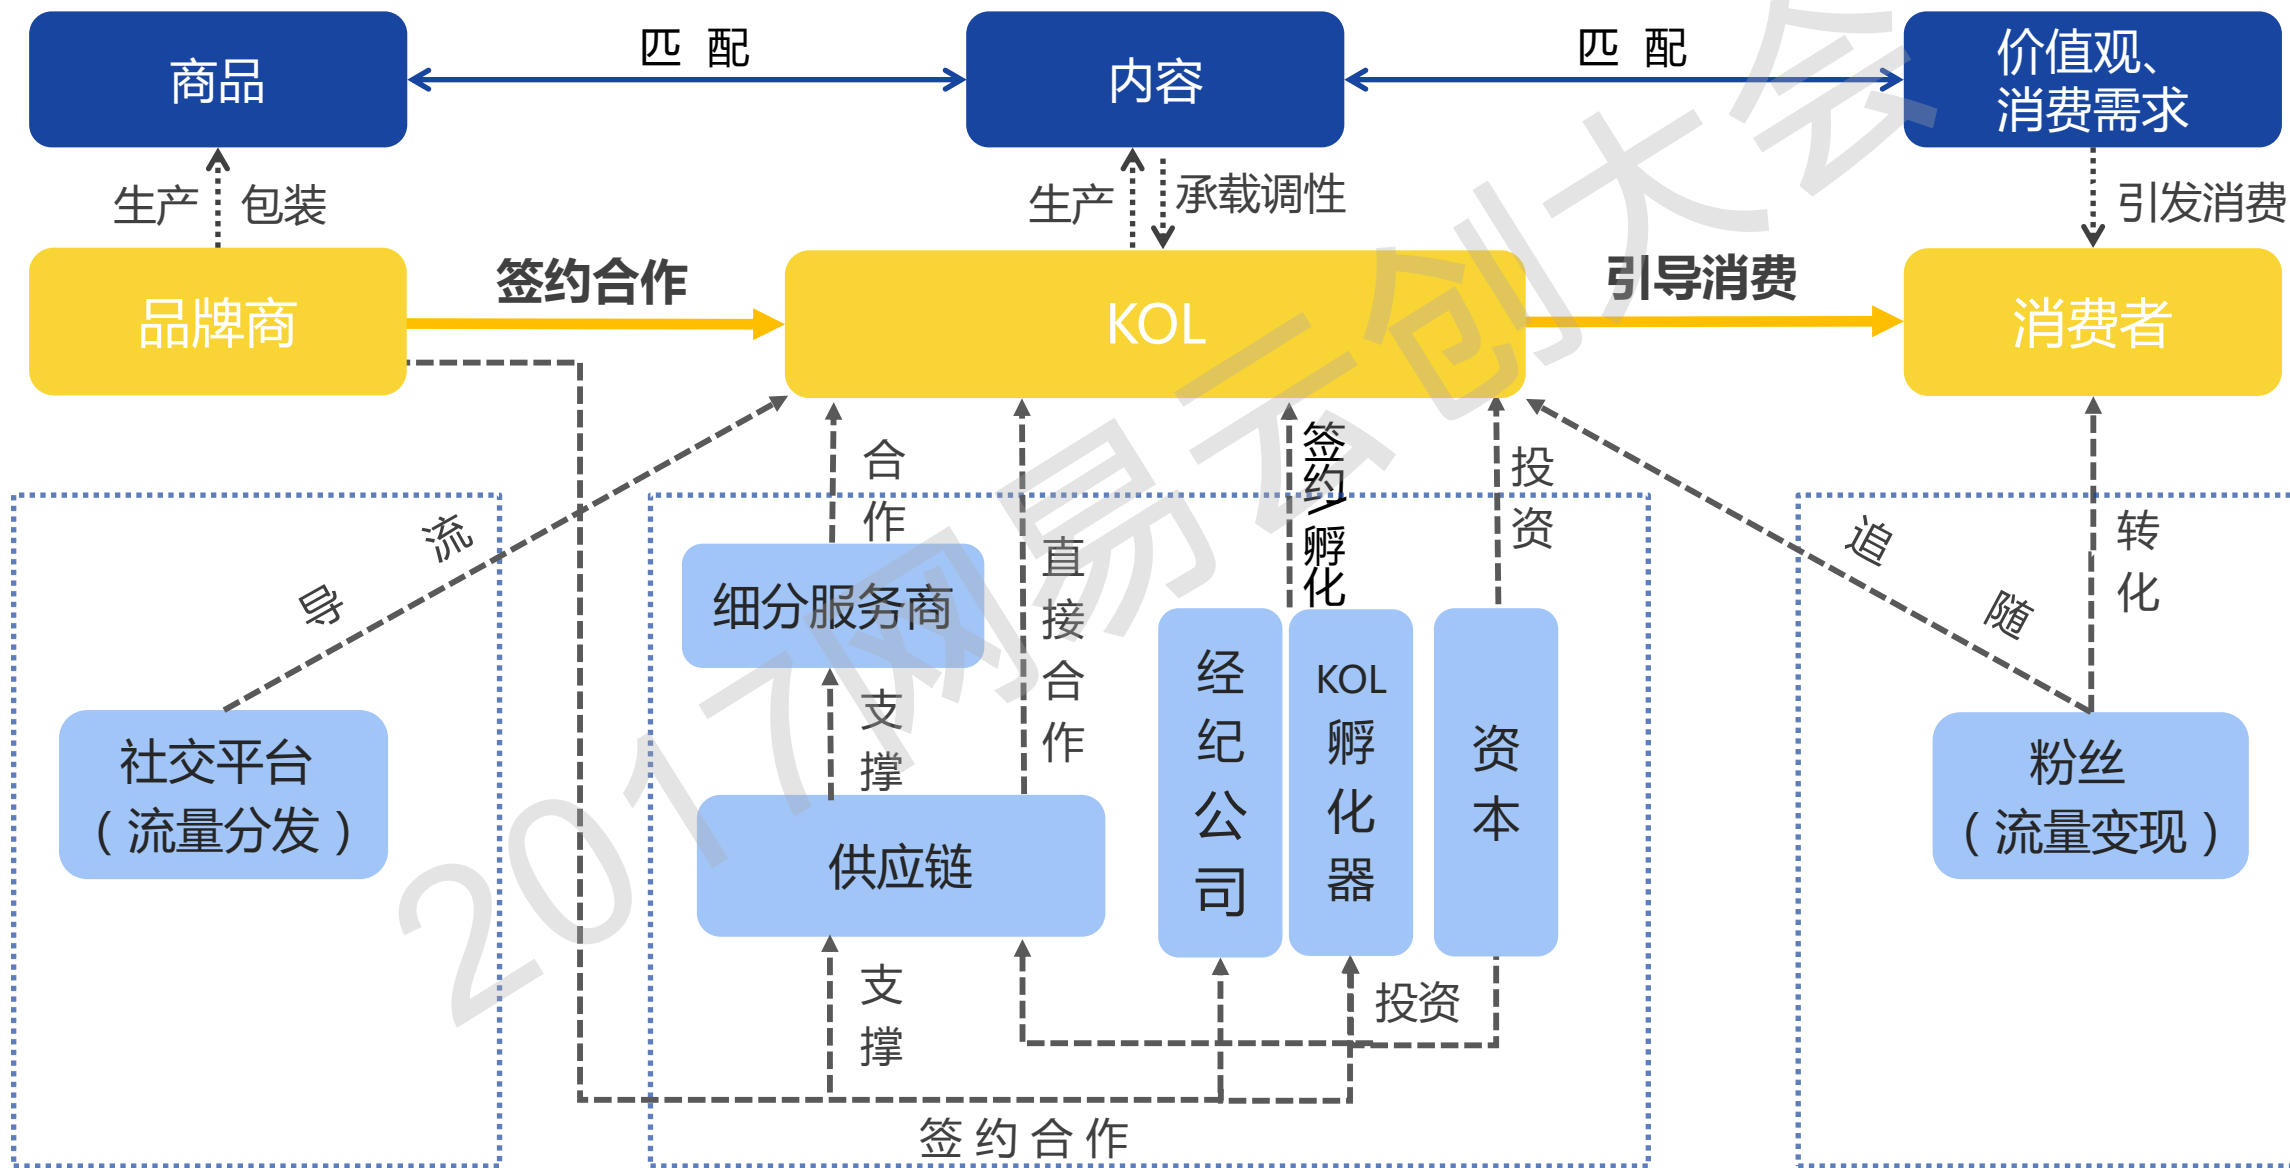 商品
匹 配
内容
匹 配
价值观、
消费需求
生产
包装
生产
承载调性
引发消费
品牌商
签约合作
KOL
引导消费
消费者
导 流
合作
直接合作
签约/孵化
投资
追 随
转化
细分服务商
支撑
社交平台
（流量分发）
供应链
经纪公司
KOL
孵化器
资本
粉丝
（流量变现）
支撑
投资
签约合作
2017网易云创大会